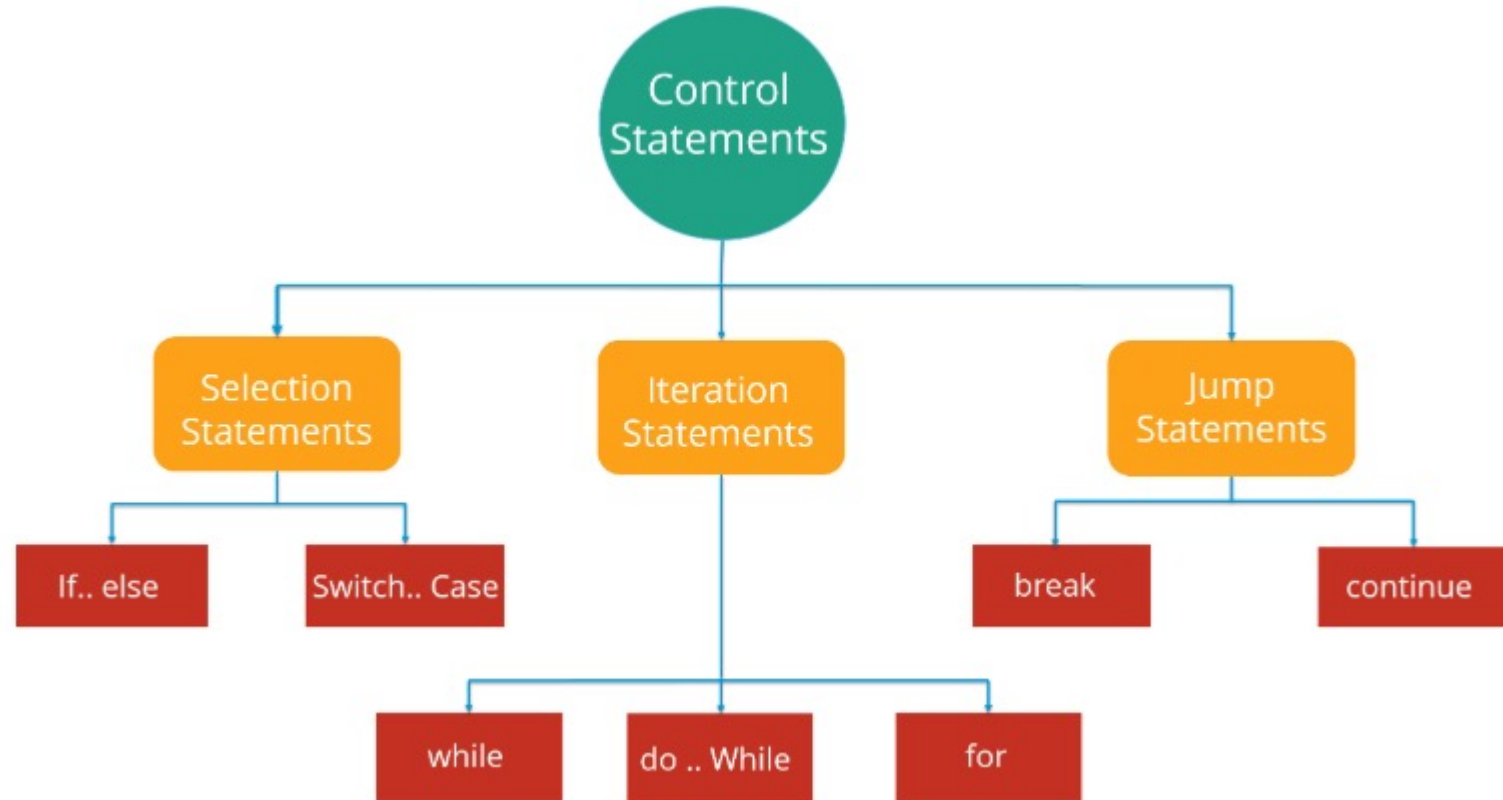 Control
Statements
Selection
Statements
Iteration
Statements
Jump
Statements
If.. else
Switch.. Case
break
continue
while
do .. While
for